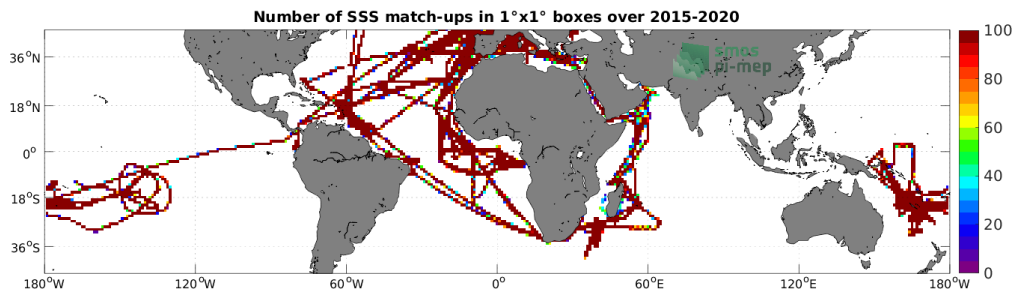 Number of SSS match-ups in 1°x1° boxes over 2015-2020
smos
pi-mep
36°N
18°N
0°
18°S
36°S
180°W
120°W
60°W
0°
60°E
120°E
180°W
100
80
60
40
20
0